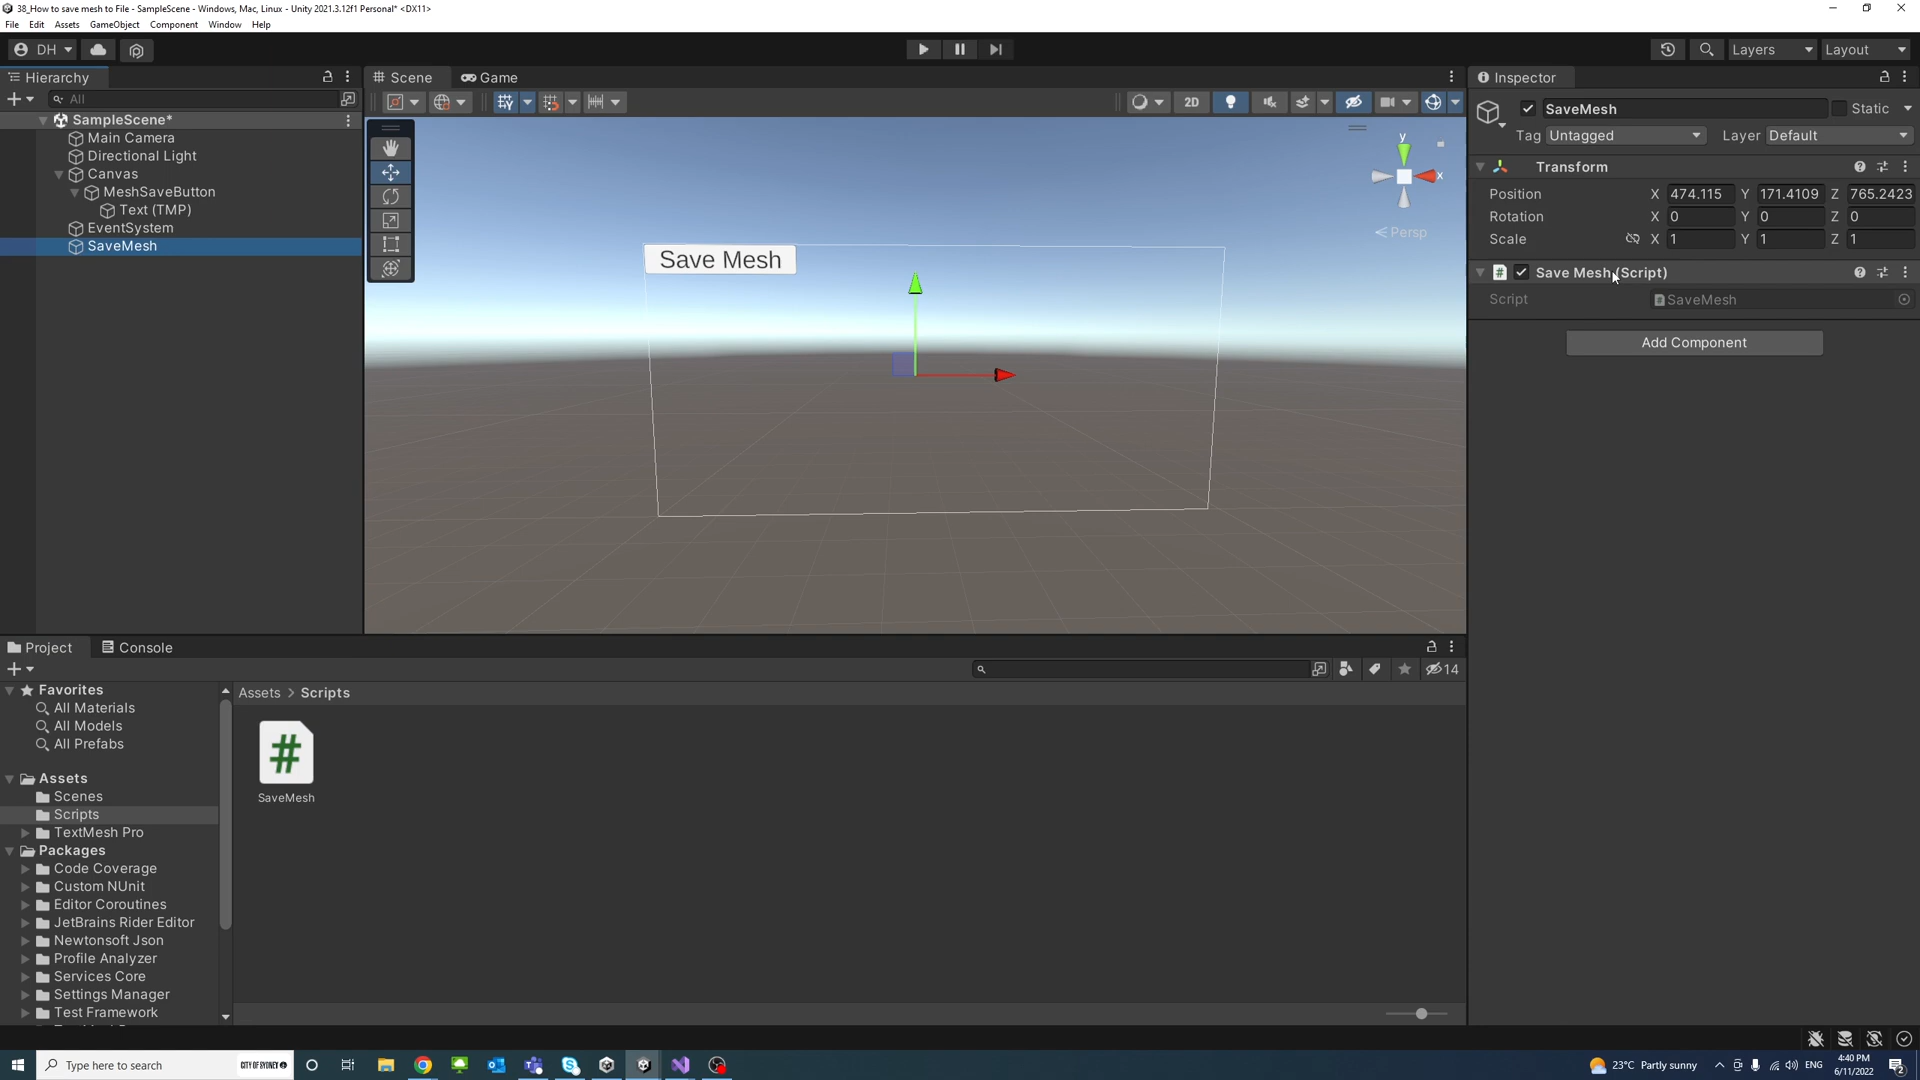 38_How to save mesh to File - SampleScene - Windows, Mac, Linux - Unity 2021.3.12f1 Personal* <DX11>
File Edit Assets GameObject Component Window Help
DH
Layers
Layout
Hierarchy
All
SampleScene*
Main Camera
Directional Light
Canvas
MeshSaveButton
Text (TMP)
EventSystem
SaveMesh
Scene
Game
2D
y
x
Persp
Save Mesh
Inspector
SaveMesh
Static
Tag Untagged
Layer Default
Transform
Position X 474.115 Y 171.4109 Z 765.2423
Rotation X 0 Y 0 Z 0
Scale X 1 Y 1 Z 1
# Save Mesh (Script)
Script SaveMesh
Add Component
Project
Console
14
Favorites
All Materials
All Models
All Prefabs
Assets
Scenes
Scripts
TextMesh Pro
Packages
Code Coverage
Custom NUnit
Editor Coroutines
JetBrains Rider Editor
Newtonsoft Json
Profile Analyzer
Services Core
Settings Manager
Test Framework
Assets > Scripts
#
SaveMesh
Type here to search
CITY OF SYDNEY
23°C Partly sunny
ENG
4:40 PM
6/11/2022
2